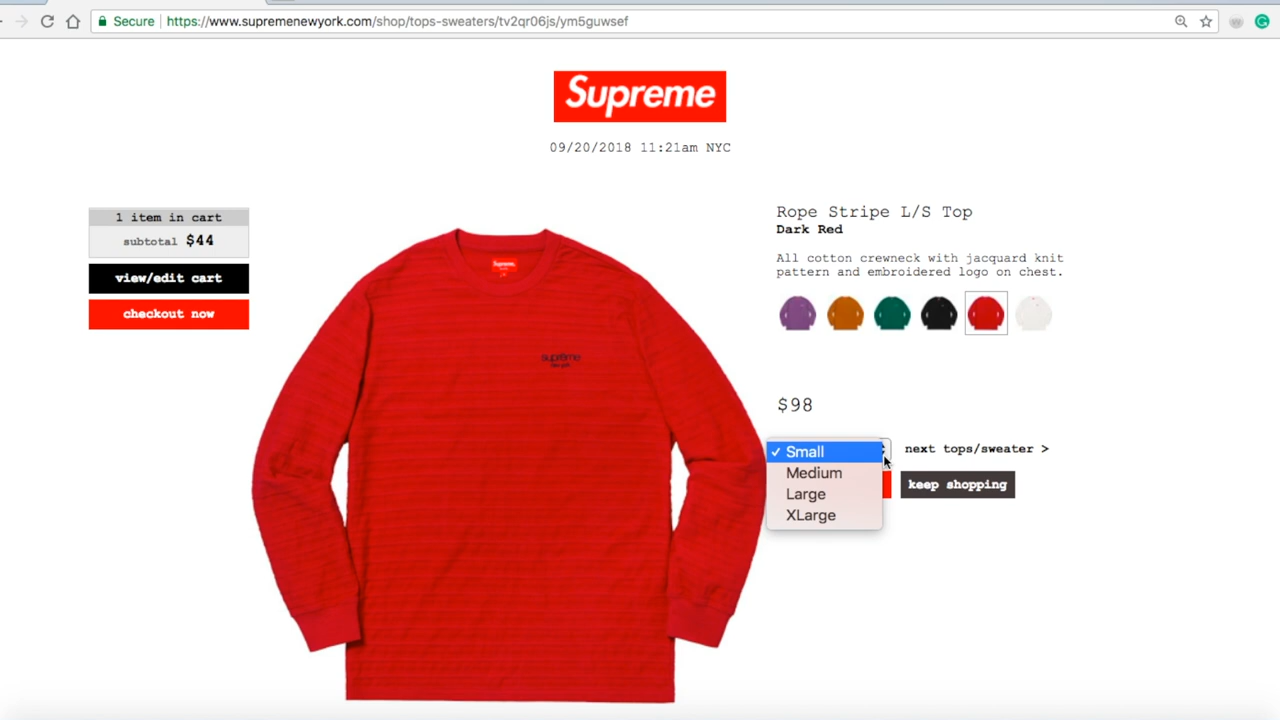 Secure
https://www.supremenewyork.com/shop/tops-sweaters/tv2qr06js/ym5guwsef
Supreme
09/20/2018 11:21am NYC
1 item in cart
subtotal $44
view/edit cart
checkout now
Supreme
supreme
Rope Stripe L/S Top
Dark Red
All cotton crewneck with jacquard knit
pattern and embroidered logo on chest.
$98
✓ Small
Medium
Large
XLarge
next tops/sweater >
keep shopping